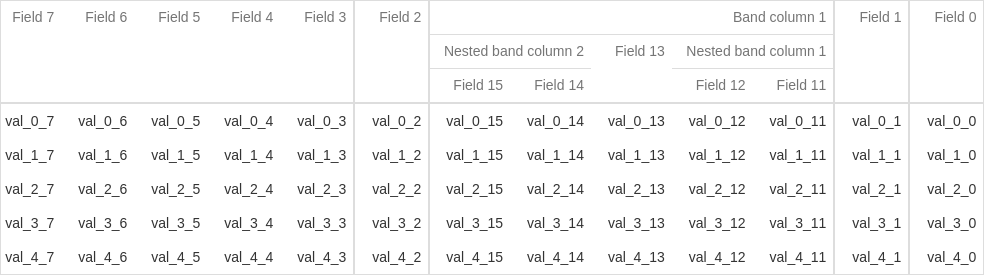 Field 7 Field 6 Field 5 Field 4 Field 3 Field 2 Band column 1 Field 1 Field 0
Nested band column 2 Field 13 Nested band column 1
Field 15 Field 14 Field 12 Field 11
val_0_7 val_0_6 val_0_5 val_0_4 val_0_3 val_0_2 val_0_15 val_0_14 val_0_13 val_0_12 val_0_11 val_0_1 val_0_0
val_1_7 val_1_6 val_1_5 val_1_4 val_1_3 val_1_2 val_1_15 val_1_14 val_1_13 val_1_12 val_1_11 val_1_1 val_1_0
val_2_7 val_2_6 val_2_5 val_2_4 val_2_3 val_2_2 val_2_15 val_2_14 val_2_13 val_2_12 val_2_11 val_2_1 val_2_0
val_3_7 val_3_6 val_3_5 val_3_4 val_3_3 val_3_2 val_3_15 val_3_14 val_3_13 val_3_12 val_3_11 val_3_1 val_3_0
val_4_7 val_4_6 val_4_5 val_4_4 val_4_3 val_4_2 val_4_15 val_4_14 val_4_13 val_4_12 val_4_11 val_4_1 val_4_0